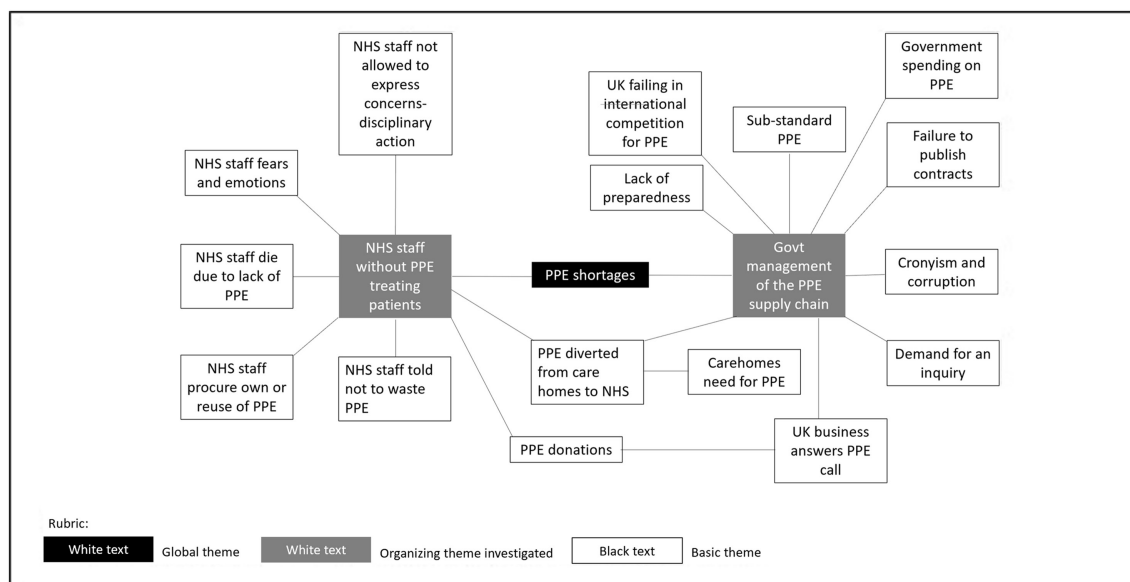 NHS staff not
allowed to
express
concerns-
disciplinary
action
UK failing in
international
competition
for PPE
Sub-standard
PPE
Government
spending on
PPE
Failure to
publish
contracts
NHS staff fears
and emotions
Lack of
preparedness
NHS staff die
due to lack of
PPE
NHS staff
without PPE
treating
patients
PPE shortages
Govt
management
of the PPE
supply chain
Cronyism and
corruption
NHS staff
procure own or
reuse of PPE
NHS staff told
not to waste
PPE
PPE diverted
from care
homes to NHS
Carehomes
need for PPE
Demand for an
inquiry
PPE donations
UK business
answers PPE
call
Rubric:
White text
Global theme
White text
Organizing theme investigated
Black text
Basic theme